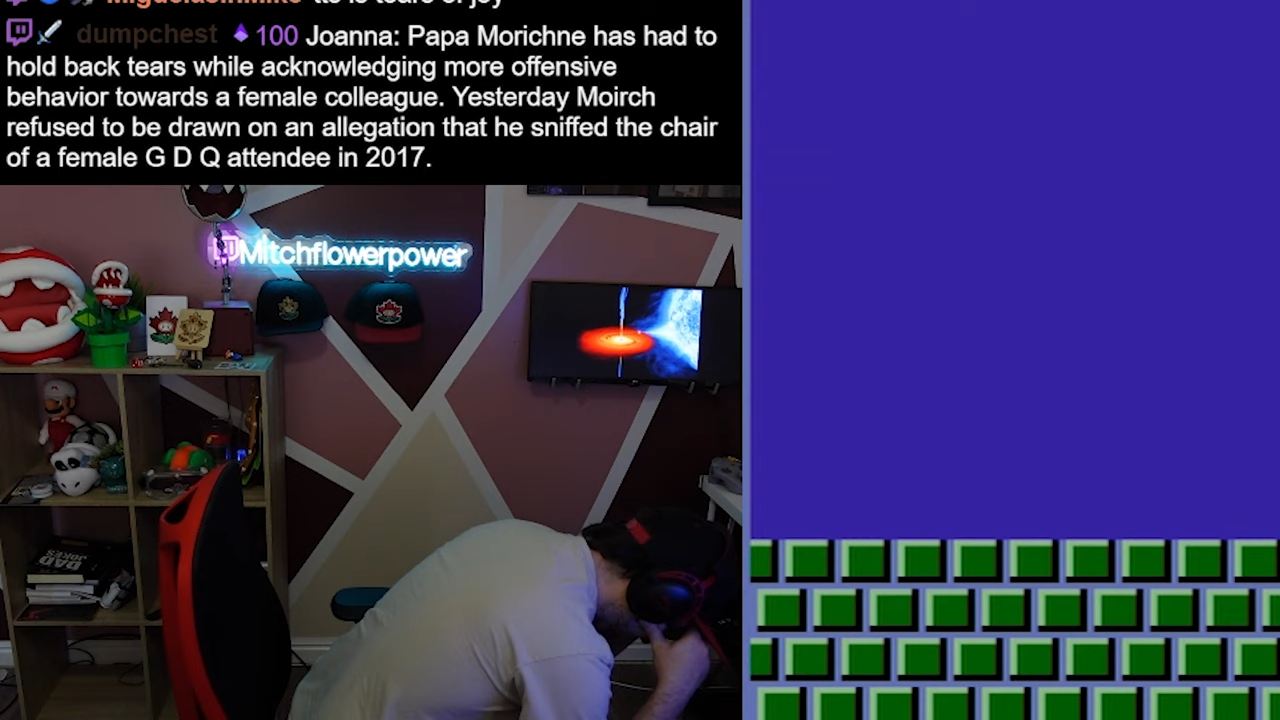 dumpchest 100 Joanna: Papa Morichne has had to
hold back tears while acknowledging more offensive
behavior towards a female colleague. Yesterday Moirch
refused to be drawn on an allegation that he sniffed the chair
of a female G D Q attendee in 2017.
Mitchflowerpower
DAD
JOKES